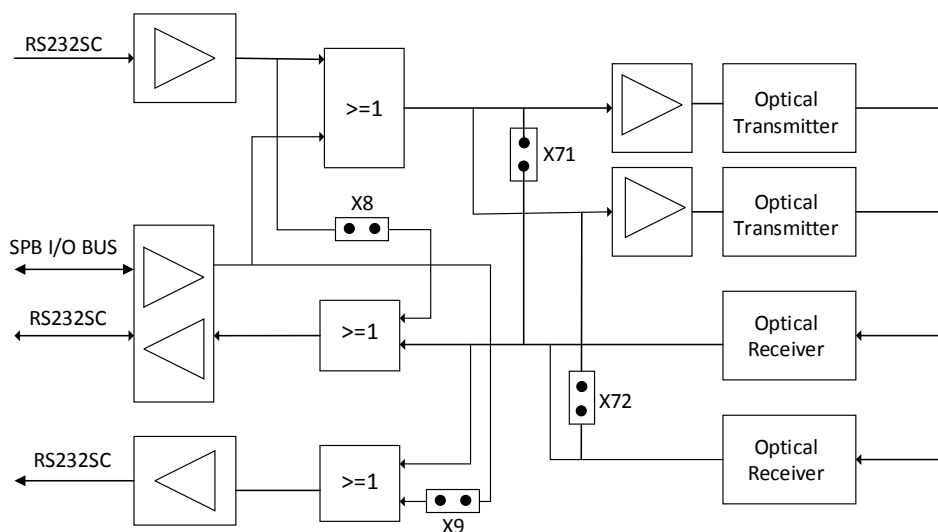 RS232SC
>=1
Optical
Transmitter
X71
Optical
Transmitter
X8
SPB I/O BUS
RS232SC
>=1
Optical
Receiver
X72
Optical
Receiver
RS232SC
>=1
X9